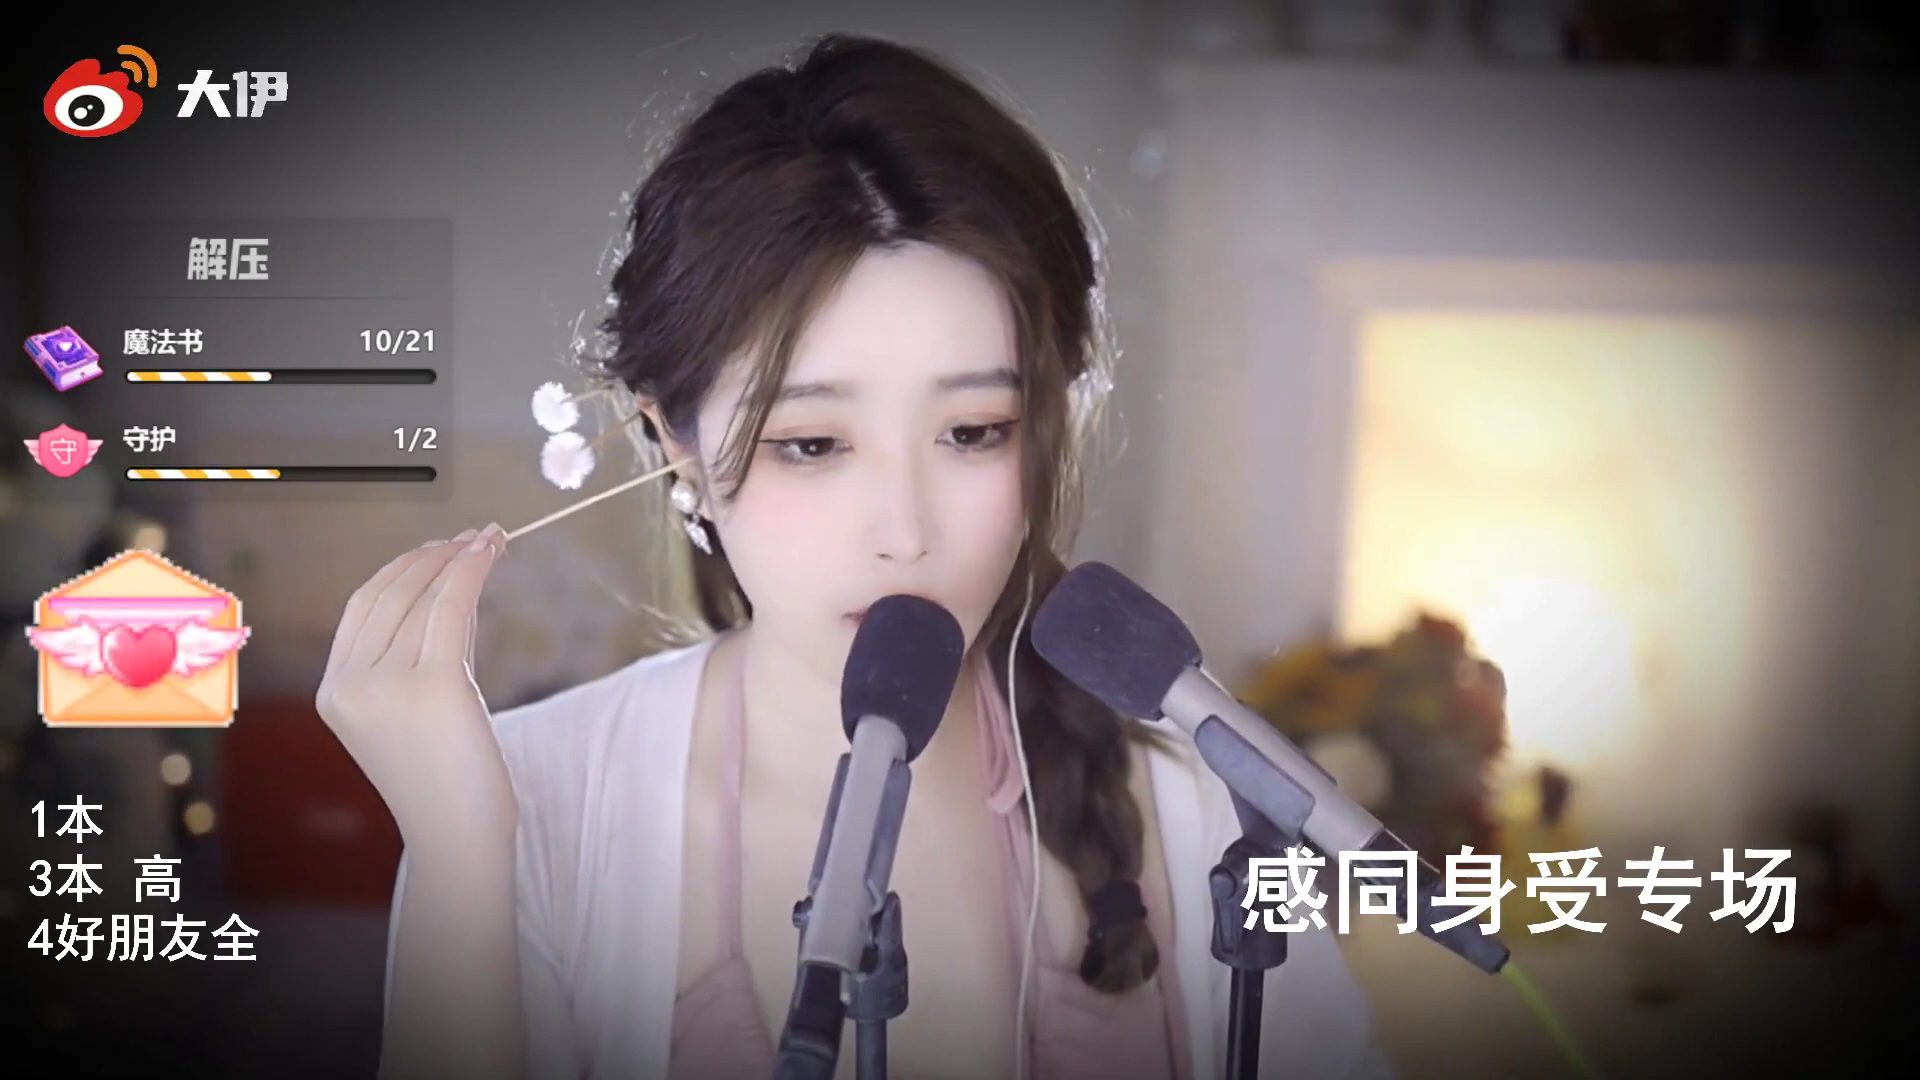 大伊
解压
魔法书 10/21
守护 1/2
守
1本
3本 高
4好朋友全
感同身受专场